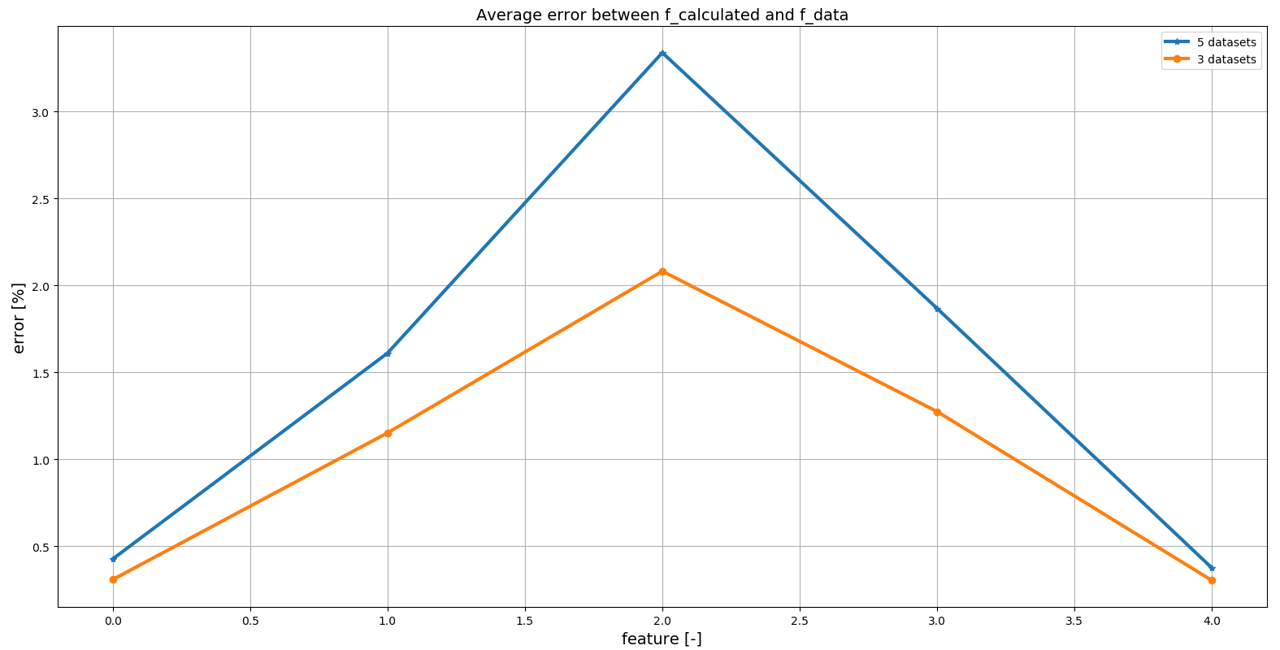 Average error between f_calculated and f_data
5 datasets
3 datasets
error [%]
3.0
2.5
2.0
1.5
1.0
0.5
0.0 0.5 1.0 1.5 2.0 2.5 3.0 3.5 4.0
feature [-]